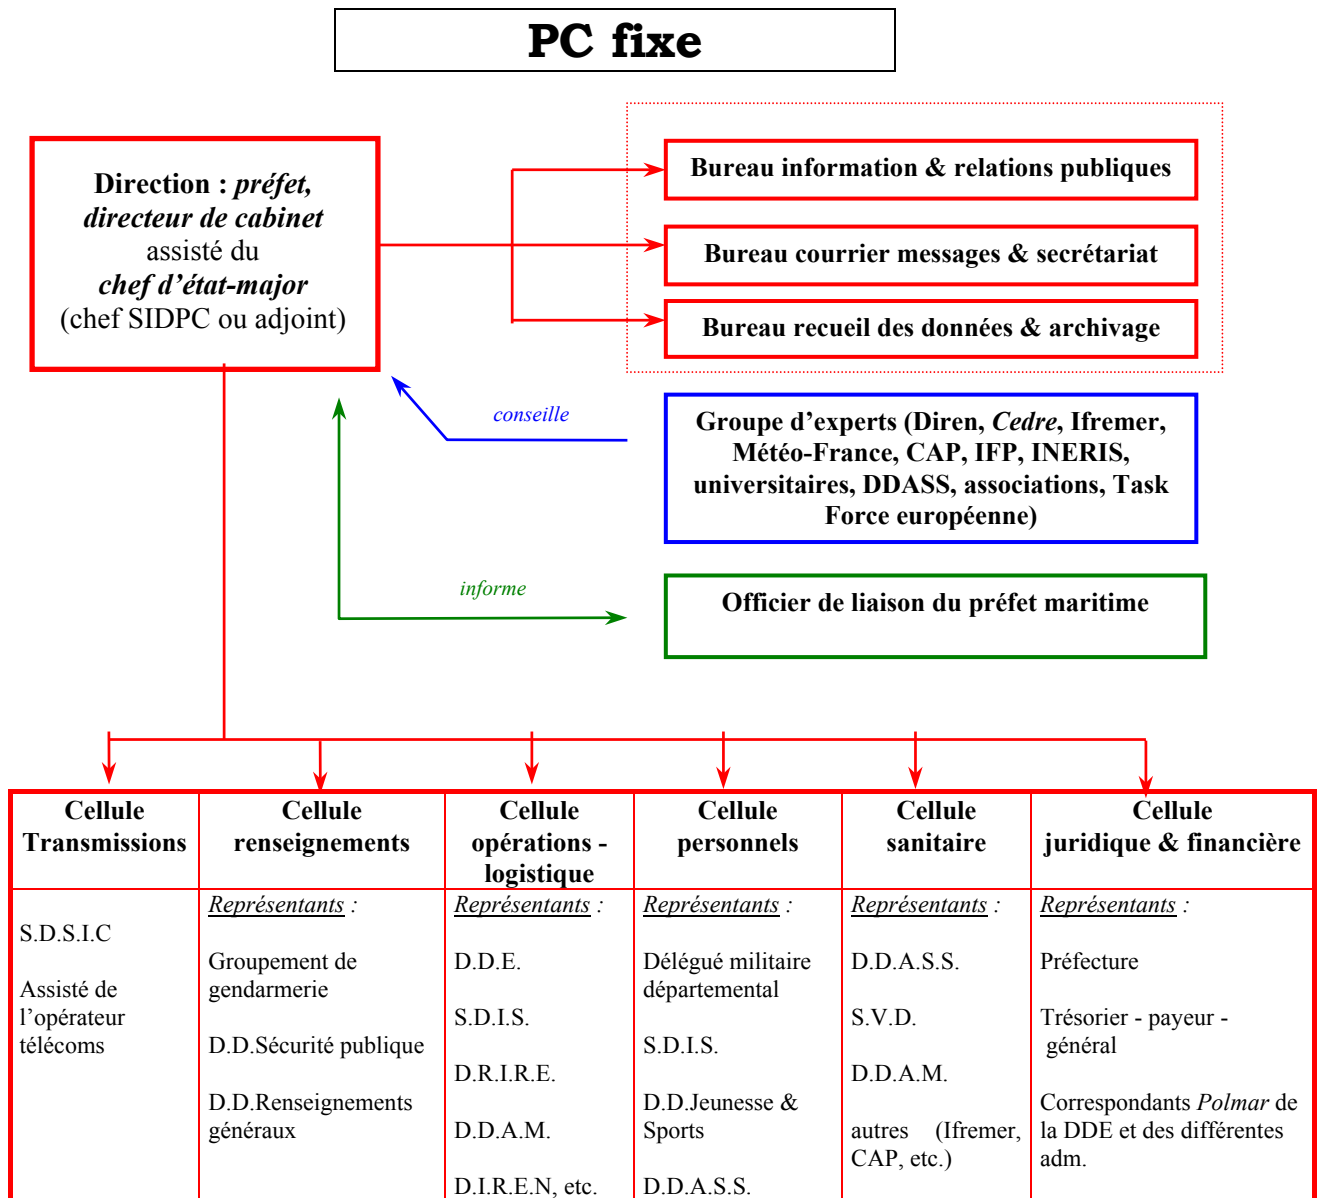 PC fixe
Direction : préfet,
directeur de cabinet
assisté du
chef d'état-major
(chef SIDPC ou adjoint)
Bureau information & relations publiques
Bureau courrier messages & secrétariat
Bureau recueil des données & archivage
conseille
Groupe d'experts (Diren, Cedre, Ifremer,
Météo-France, CAP, IFP, INERIS,
universitaires, DDASS, associations, Task
Force européenne)
informe
Officier de liaison du préfet maritime
Cellule
Transmissions
S.D.S.I.C
Assisté de
l'opérateur
télécoms
Cellule
renseignements
Représentants :
Groupement de
gendarmerie
D.D.Sécurité publique
D.D.Renseignements
généraux
Cellule
opérations -
logistique
Représentants :
D.D.E.
S.D.I.S.
D.R.I.R.E.
D.D.A.M.
D.I.R.E.N, etc.
Cellule
personnels
Représentants :
Délégué militaire
départemental
S.D.I.S.
D.D.Jeunesse &
Sports
D.D.A.S.S.
Cellule
sanitaire
Représentants :
D.D.A.S.S.
S.V.D.
D.D.A.M.
autres (Ifremer,
CAP, etc.)
Cellule
juridique & financière
Représentants :
Préfecture
Trésorier - payeur -
général
Correspondants Polmar de
la DDE et des différentes
adm.